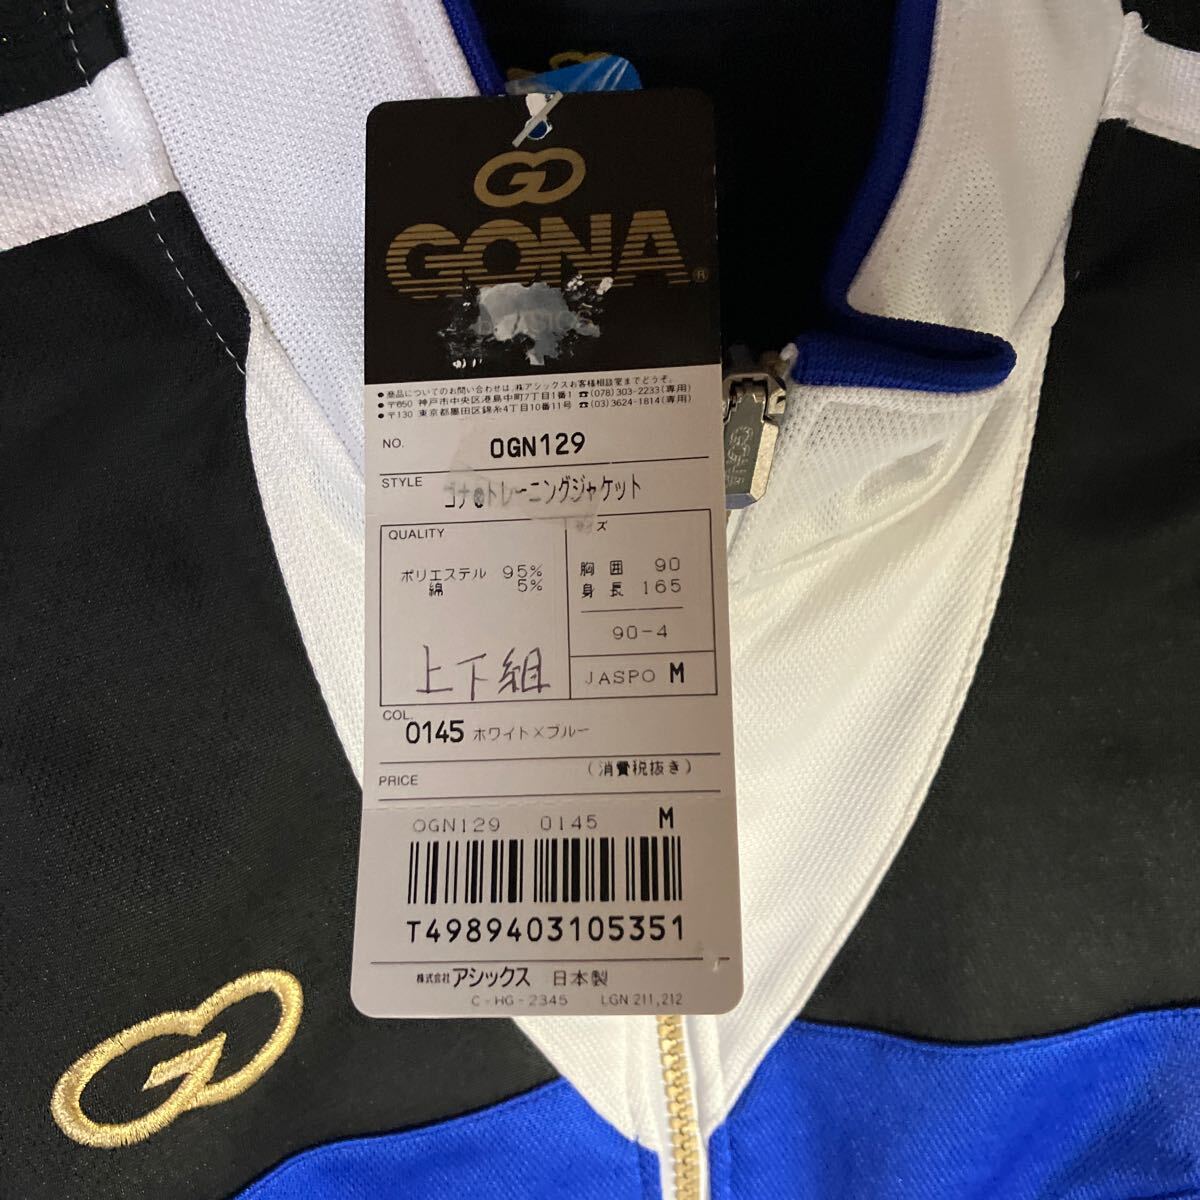 GONA®
●商品についてのお問い合わせは、(株)アシックスお客様相談室までどうぞ。
●〒650 神戸市中央区港島中町7丁目1番1 ☎(078)303-2233(専用)
●〒130 東京都墨田区錦糸4丁目10番11号 ☎(03)3624-1814(専用)
NO. OGN129
STYLE ゴナ®トレーニングジャケット
QUALITY
ポリエステル 95%
綿 5%
上下組
サイズ
胸囲 90
身長 165
90-4
JASPO M
COL. 0145 ホワイト×ブルー
PRICE (消費税抜き)
OGN129 0145 M
T4989403105351
株式会社アシックス 日本製
C-HG-2345 LGN 211,212